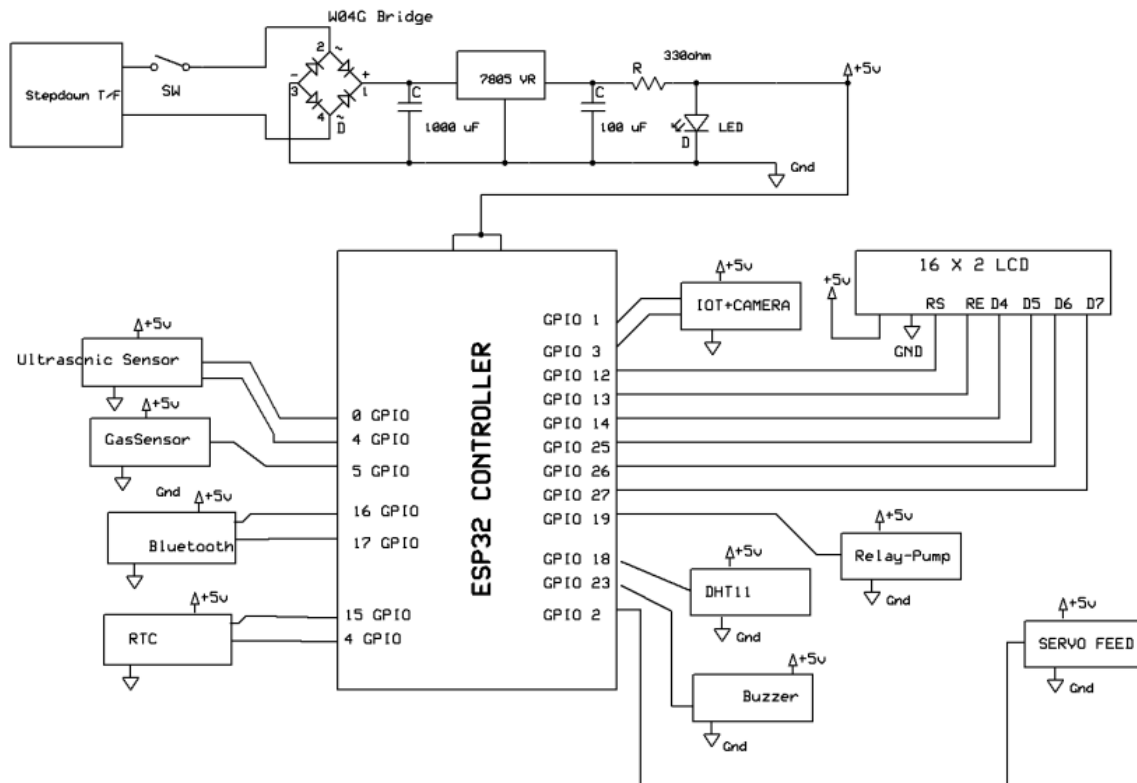 W04G Bridge
2
~
-
+
3
1
4
~
D
Stepdown T/F
SW
C
1000 uF
7805 VR
C
100 uF
R
330ohm
D
LED
+5v
Gnd
ESP32 CONTROLLER
+5v
Ultrasonic Sensor
+5v
GasSensor
Gnd
+5v
Bluetooth
+5v
RTC
0 GPIO
4 GPIO
5 GPIO
16 GPIO
17 GPIO
15 GPIO
4 GPIO
GPIO 1
GPIO 3
GPIO 12
GPIO 13
GPIO 14
GPIO 25
GPIO 26
GPIO 27
GPIO 19
GPIO 18
GPIO 23
GPIO 2
+5v
IOT+CAMERA
16 X 2 LCD
+5v
RS RE D4 D5 D6 D7
GND
+5v
Relay-Pump
Gnd
+5v
DHT11
Gnd
+5v
Buzzer
Gnd
+5v
SERVO FEED
Gnd